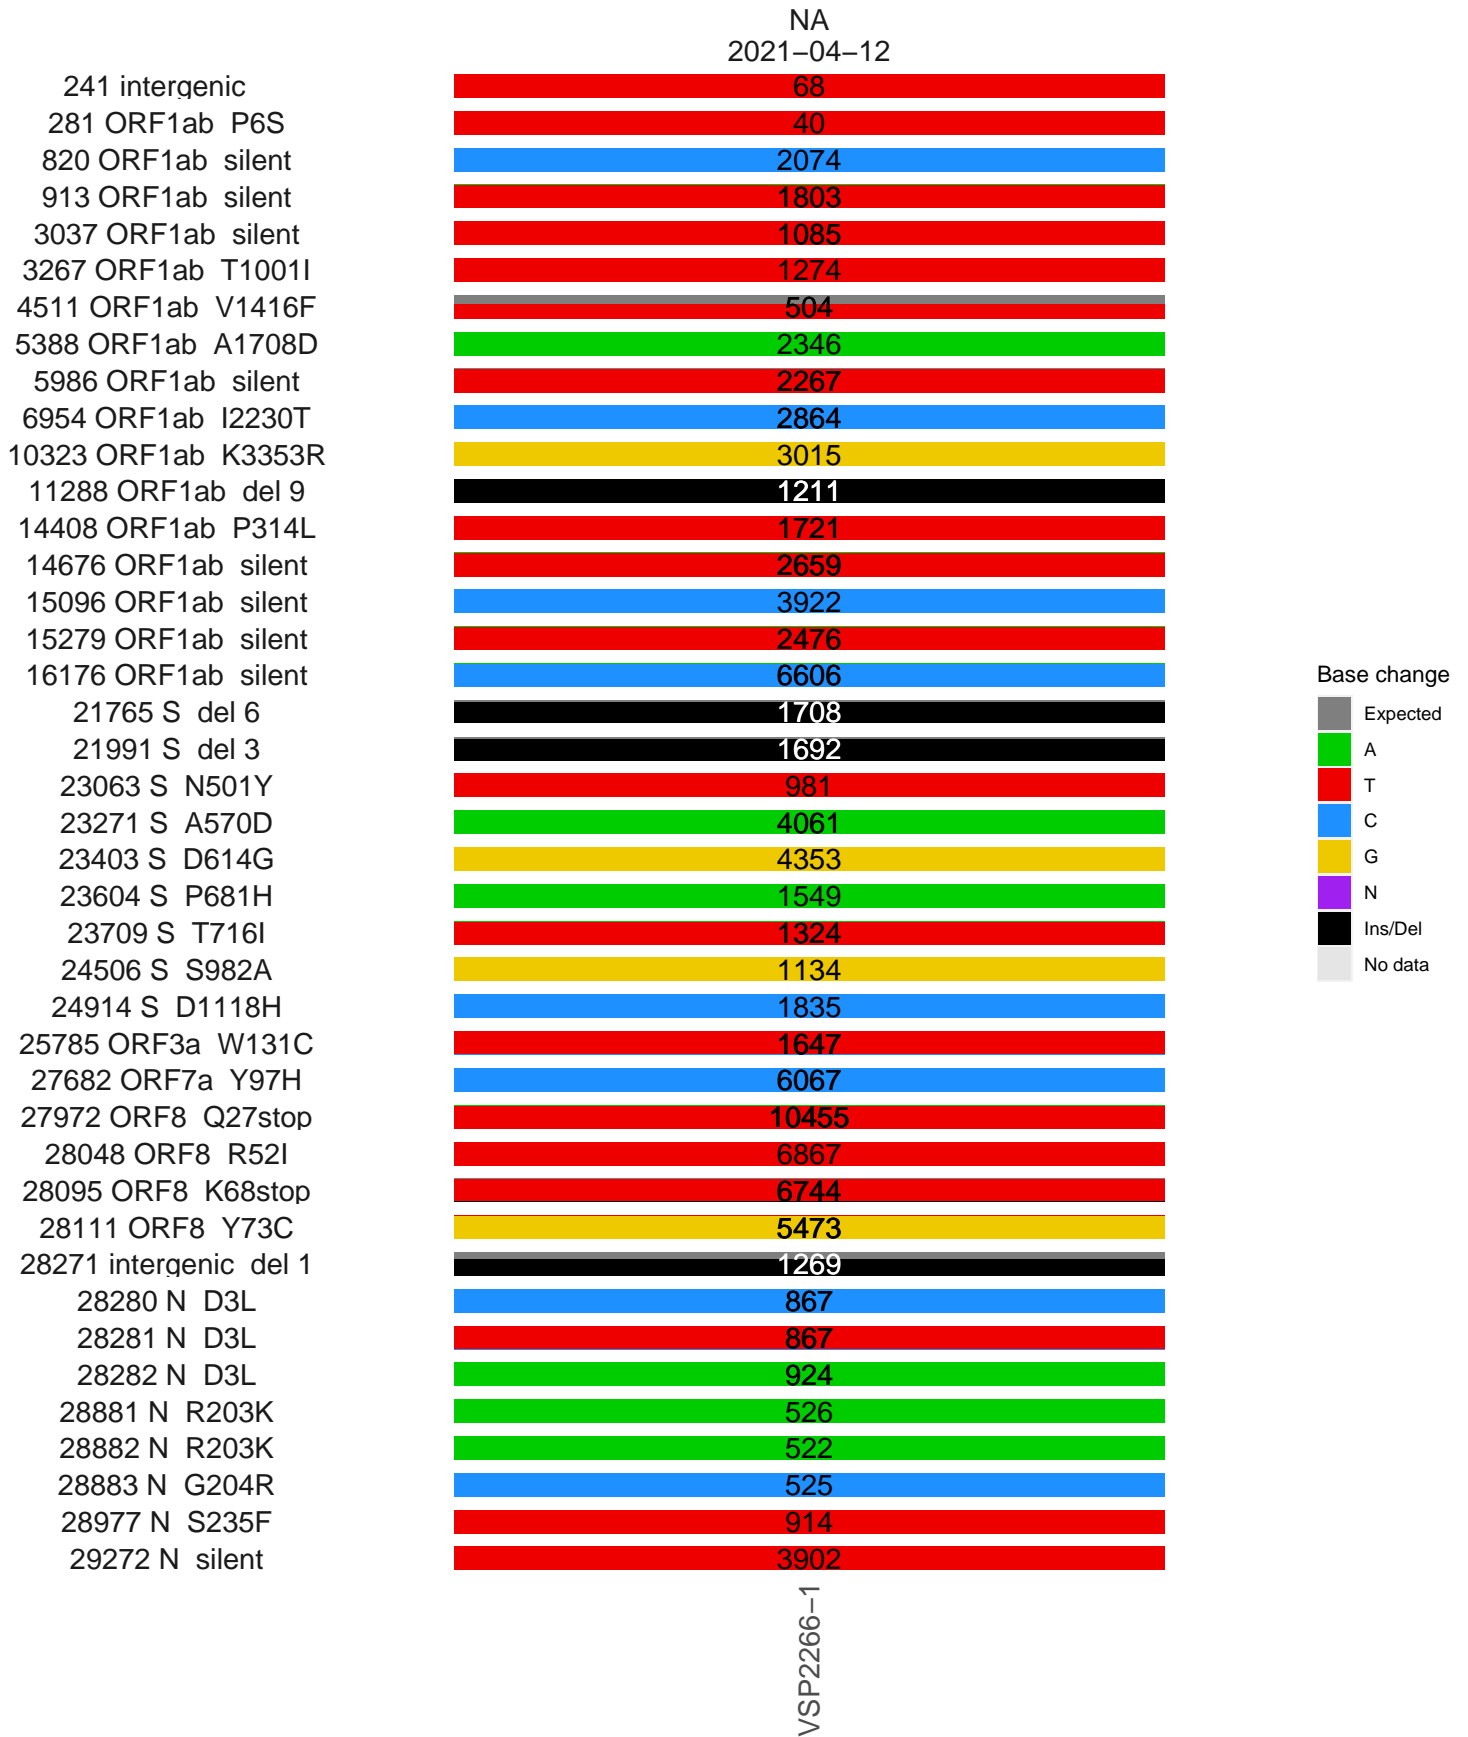 NA
2021−04−12
241 intergenic 68
281 ORF1ab P6S 40
820 ORF1ab silent 2074
913 ORF1ab silent 1803
3037 ORF1ab silent 1085
3267 ORF1ab T1001I 1274
4511 ORF1ab V1416F 504
5388 ORF1ab A1708D 2346
5986 ORF1ab silent 2267
6954 ORF1ab I2230T 2864
10323 ORF1ab K3353R 3015
11288 ORF1ab del 9 1211
14408 ORF1ab P314L 1721
14676 ORF1ab silent 2659
15096 ORF1ab silent 3922
15279 ORF1ab silent 2476
16176 ORF1ab silent 6606
21765 S del 6 1708
21991 S del 3 1692
23063 S N501Y 981
23271 S A570D 4061
23403 S D614G 4353
23604 S P681H 1549
23709 S T716I 1324
24506 S S982A 1134
24914 S D1118H 1835
25785 ORF3a W131C 1647
27682 ORF7a Y97H 6067
27972 ORF8 Q27stop 10455
28048 ORF8 R52I 6867
28095 ORF8 K68stop 6744
28111 ORF8 Y73C 5473
28271 intergenic del 1 1269
28280 N D3L 867
28281 N D3L 867
28282 N D3L 924
28881 N R203K 526
28882 N R203K 522
28883 N G204R 525
28977 N S235F 914
29272 N silent 3902
VSP2266−1
Base change
Expected
A
T
C
G
N
Ins/Del
No data